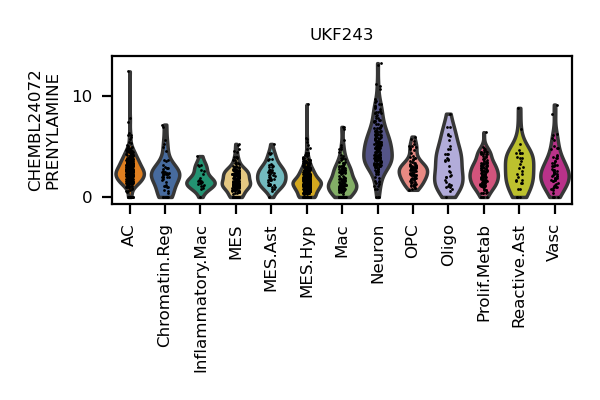 UKF243
CHEMBL24072
PRENYLAMINE
10
0
AC
Chromatin.Reg
Inflammatory.Mac
MES
MES.Ast
MES.Hyp
Mac
Neuron
OPC
Oligo
Prolif.Metab
Reactive.Ast
Vasc